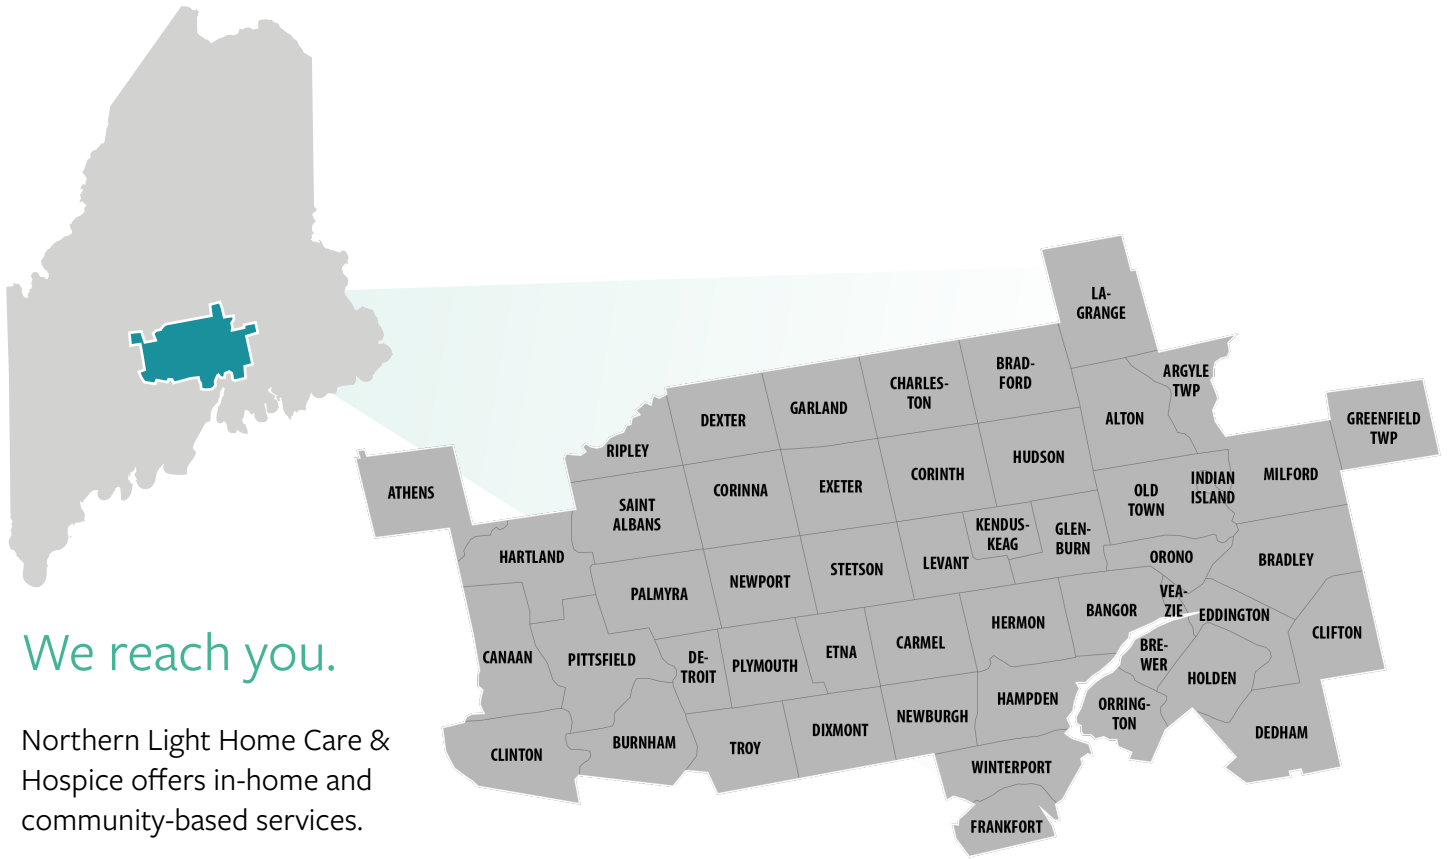 LA-
GRANGE
BRAD-
FORD
ARGYLE
TWP
CHARLES-
TON
GARLAND
DEXTER
ALTON
GREENFIELD
TWP
RIPLEY
HUDSON
CORINTH
MILFORD
INDIAN
ISLAND
OLD
TOWN
EXETER
CORINNA
ATHENS
SAINT
ALBANS
KENDUS-
KEAG
GLEN-
BURN
HARTLAND
ORONO
BRADLEY
LEVANT
STETSON
NEWPORT
PALMYRA
VEA-
ZIE
BANGOR
EDDINGTON
HERMON
CLIFTON
CARMEL
ETNA
BRE-
WER
CANAAN
PITTSFIELD
DE-
TROIT
PLYMOUTH
HOLDEN
HAMPDEN
ORRING-
TON
NEWBURGH
DIXMONT
DEDHAM
BURNHAM
TROY
CLINTON
WINTERPORT
FRANKFORT
We reach you.
Northern Light Home Care &
Hospice offers in-home and
community-based services.